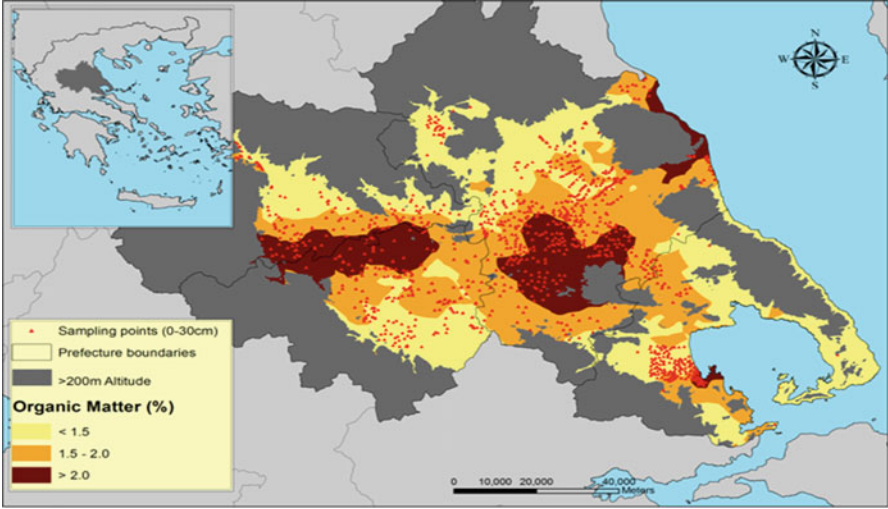 N
W E
S
Sampling points (0-30cm)
Prefecture boundaries
>200m Altitude
Organic Matter (%)
< 1.5
1.5 - 2.0
> 2.0
0 10,000 20,000 40,000
Meters